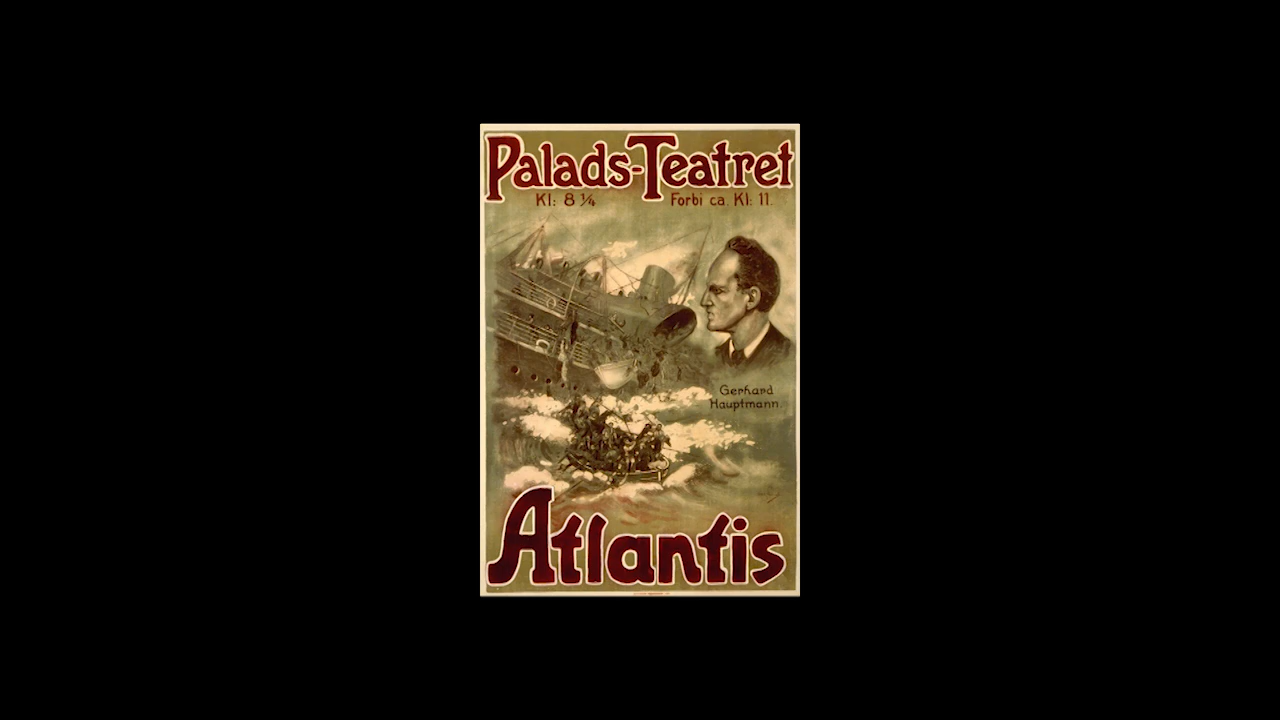 Palads-Teatret
Kl: 8 ¼
Forbi ca. Kl: 11.
Gerhard
Hauptmann.
Atlantis